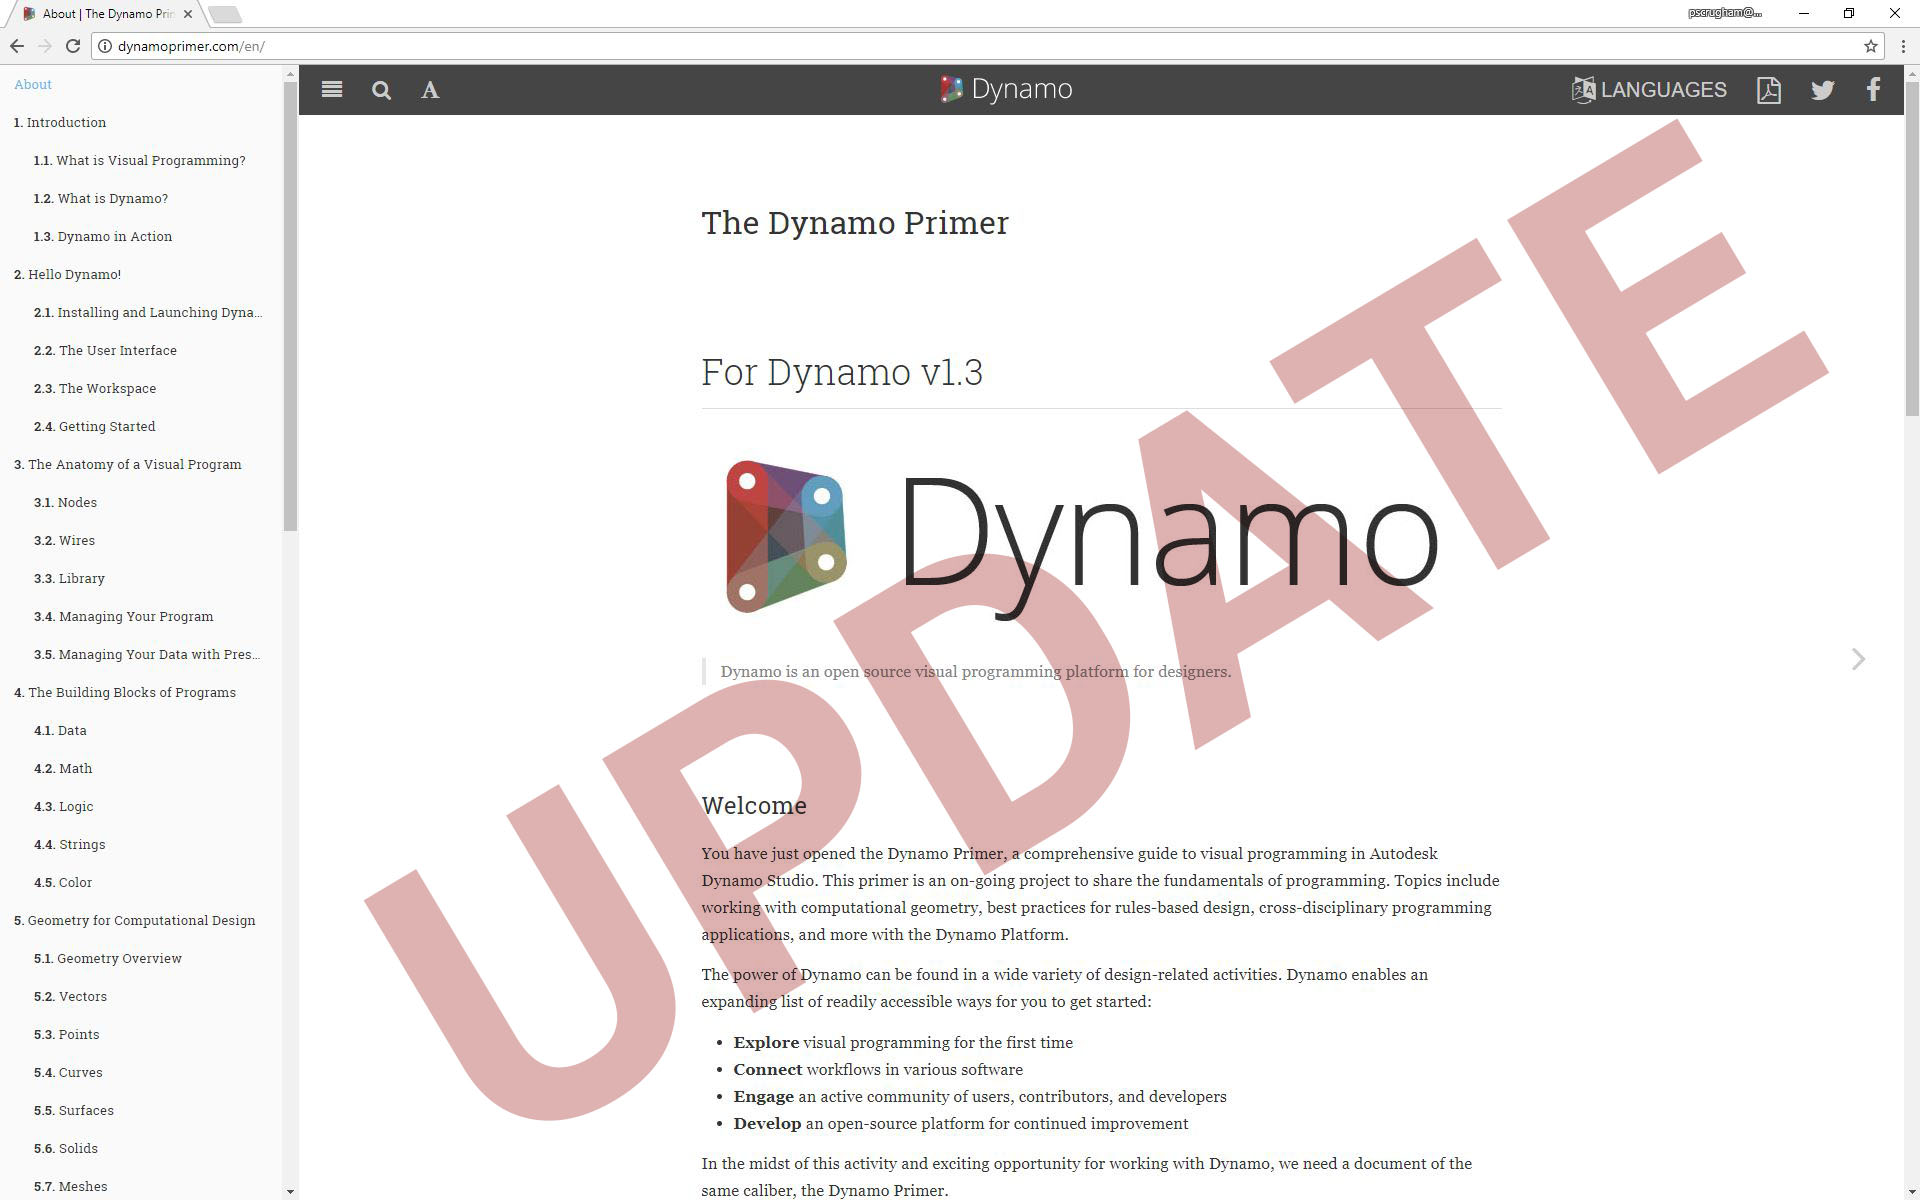 About | The Dynamo Prin
pscrugham@...
dynamoprimer.com/en/
About
1. Introduction
1.1. What is Visual Programming?
1.2. What is Dynamo?
1.3. Dynamo in Action
2. Hello Dynamo!
2.1. Installing and Launching Dyna...
2.2. The User Interface
2.3. The Workspace
2.4. Getting Started
3. The Anatomy of a Visual Program
3.1. Nodes
3.2. Wires
3.3. Library
3.4. Managing Your Program
3.5. Managing Your Data with Pres...
4. The Building Blocks of Programs
4.1. Data
4.2. Math
4.3. Logic
4.4. Strings
4.5. Color
5. Geometry for Computational Design
5.1. Geometry Overview
5.2. Vectors
5.3. Points
5.4. Curves
5.5. Surfaces
5.6. Solids
5.7. Meshes
A
Dynamo
LANGUAGES
The Dynamo Primer
For Dynamo v1.3
Dynamo
Dynamo is an open source visual programming platform for designers.
Welcome
You have just opened the Dynamo Primer, a comprehensive guide to visual programming in Autodesk
Dynamo Studio. This primer is an on-going project to share the fundamentals of programming. Topics include
working with computational geometry, best practices for rules-based design, cross-disciplinary programming
applications, and more with the Dynamo Platform.
The power of Dynamo can be found in a wide variety of design-related activities. Dynamo enables an
expanding list of readily accessible ways for you to get started:
• Explore visual programming for the first time
• Connect workflows in various software
• Engage an active community of users, contributors, and developers
• Develop an open-source platform for continued improvement
In the midst of this activity and exciting opportunity for working with Dynamo, we need a document of the
same caliber, the Dynamo Primer.
UPDATE